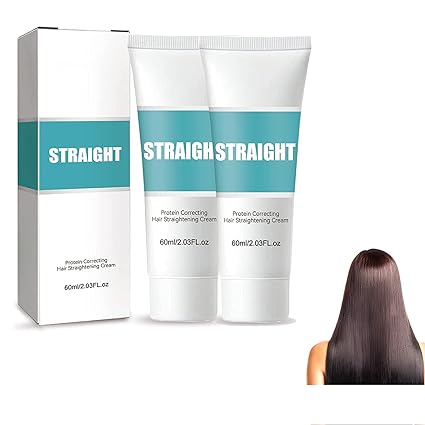 STRAIGHT
Protein Correcting
Hair Straightening Cream
60ml/2.03FL.oz
STRAIGH
Protein Correcting
Hair Straightening Cream
60ml/2.03FL.oz
STRAIGHT
Protein Correcting
Hair Straightening Cream
60ml/2.03FL.oz